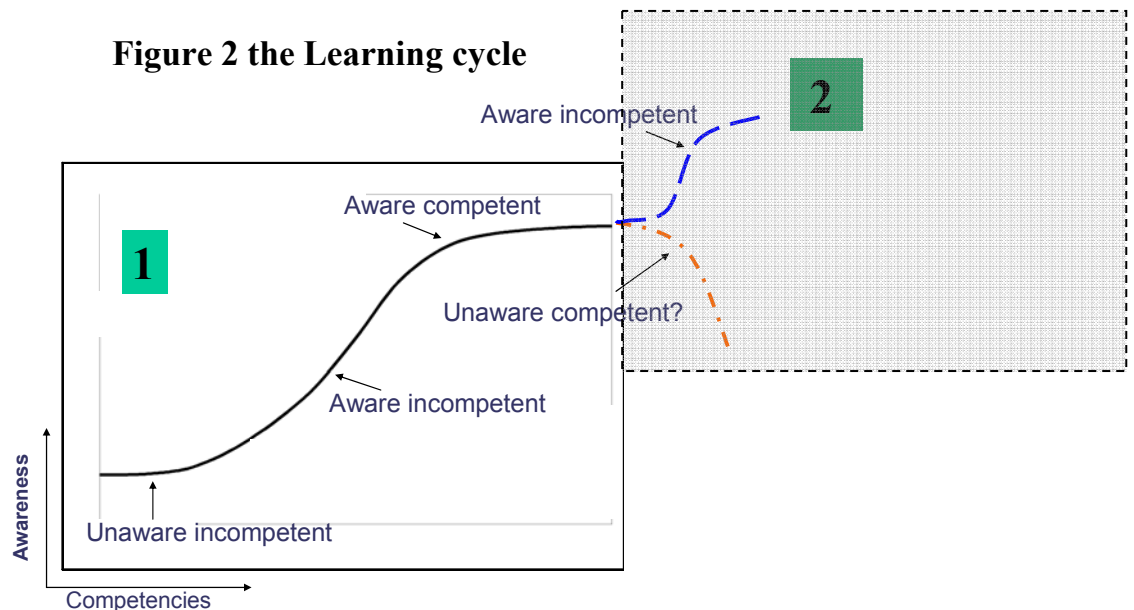 Figure 2 the Learning cycle
2
Aware incompetent
Aware competent
1
Unaware competent?
Aware incompetent
Unaware incompetent
Awareness
Competencies